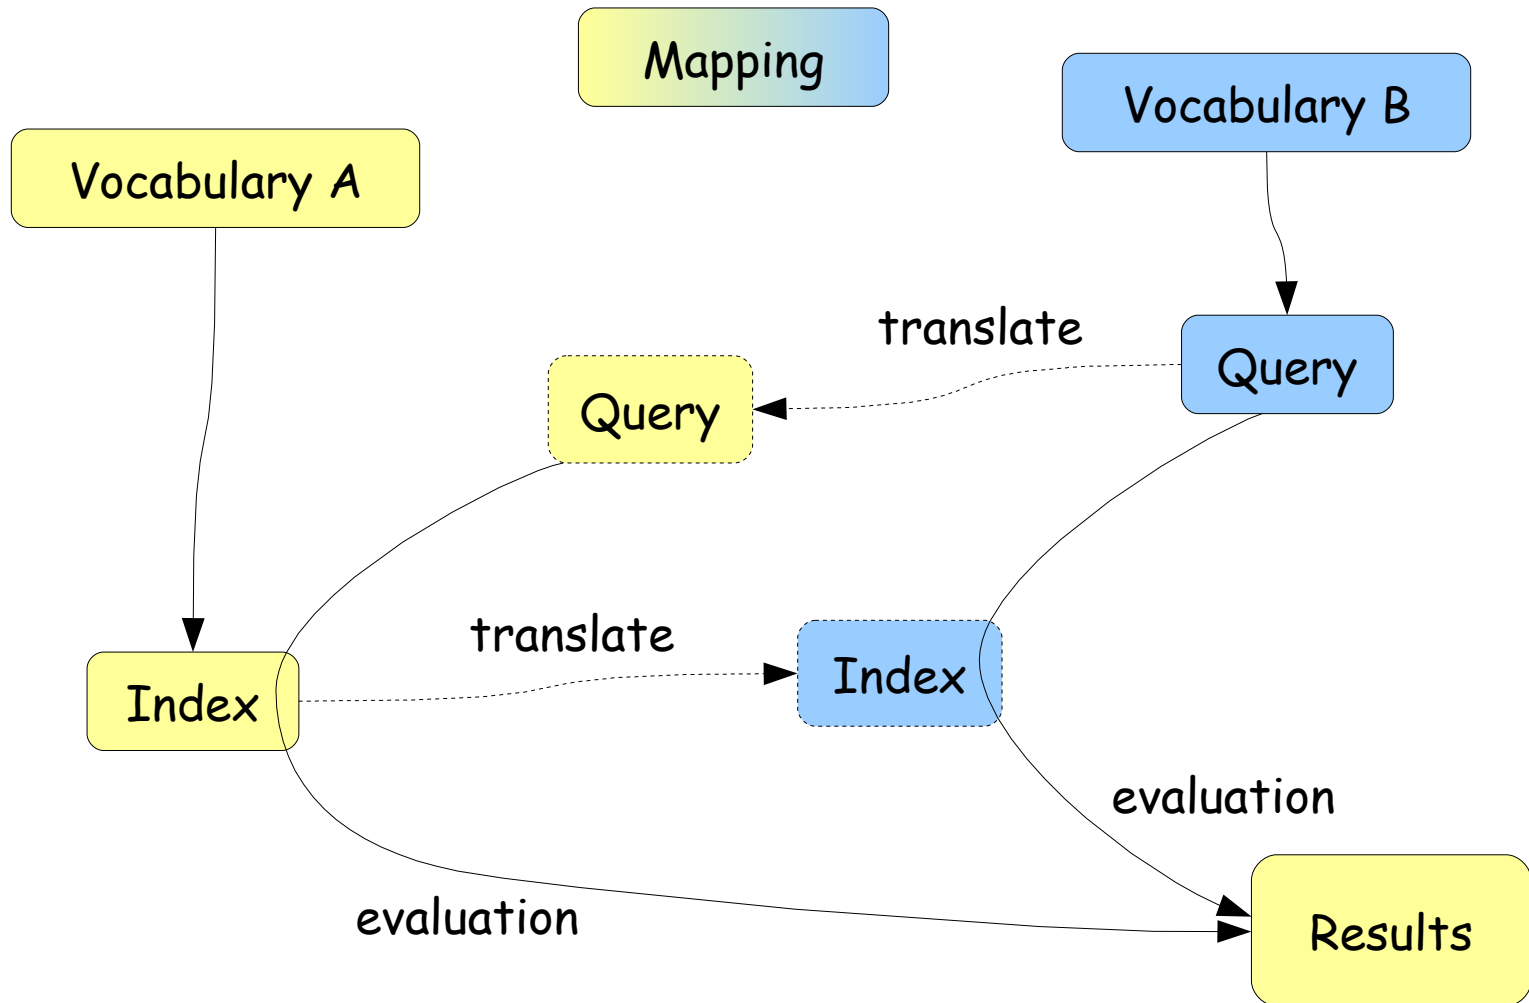 Mapping
Vocabulary B
Vocabulary A
translate
Query
Query
translate
Index
Index
evaluation
evaluation
Results